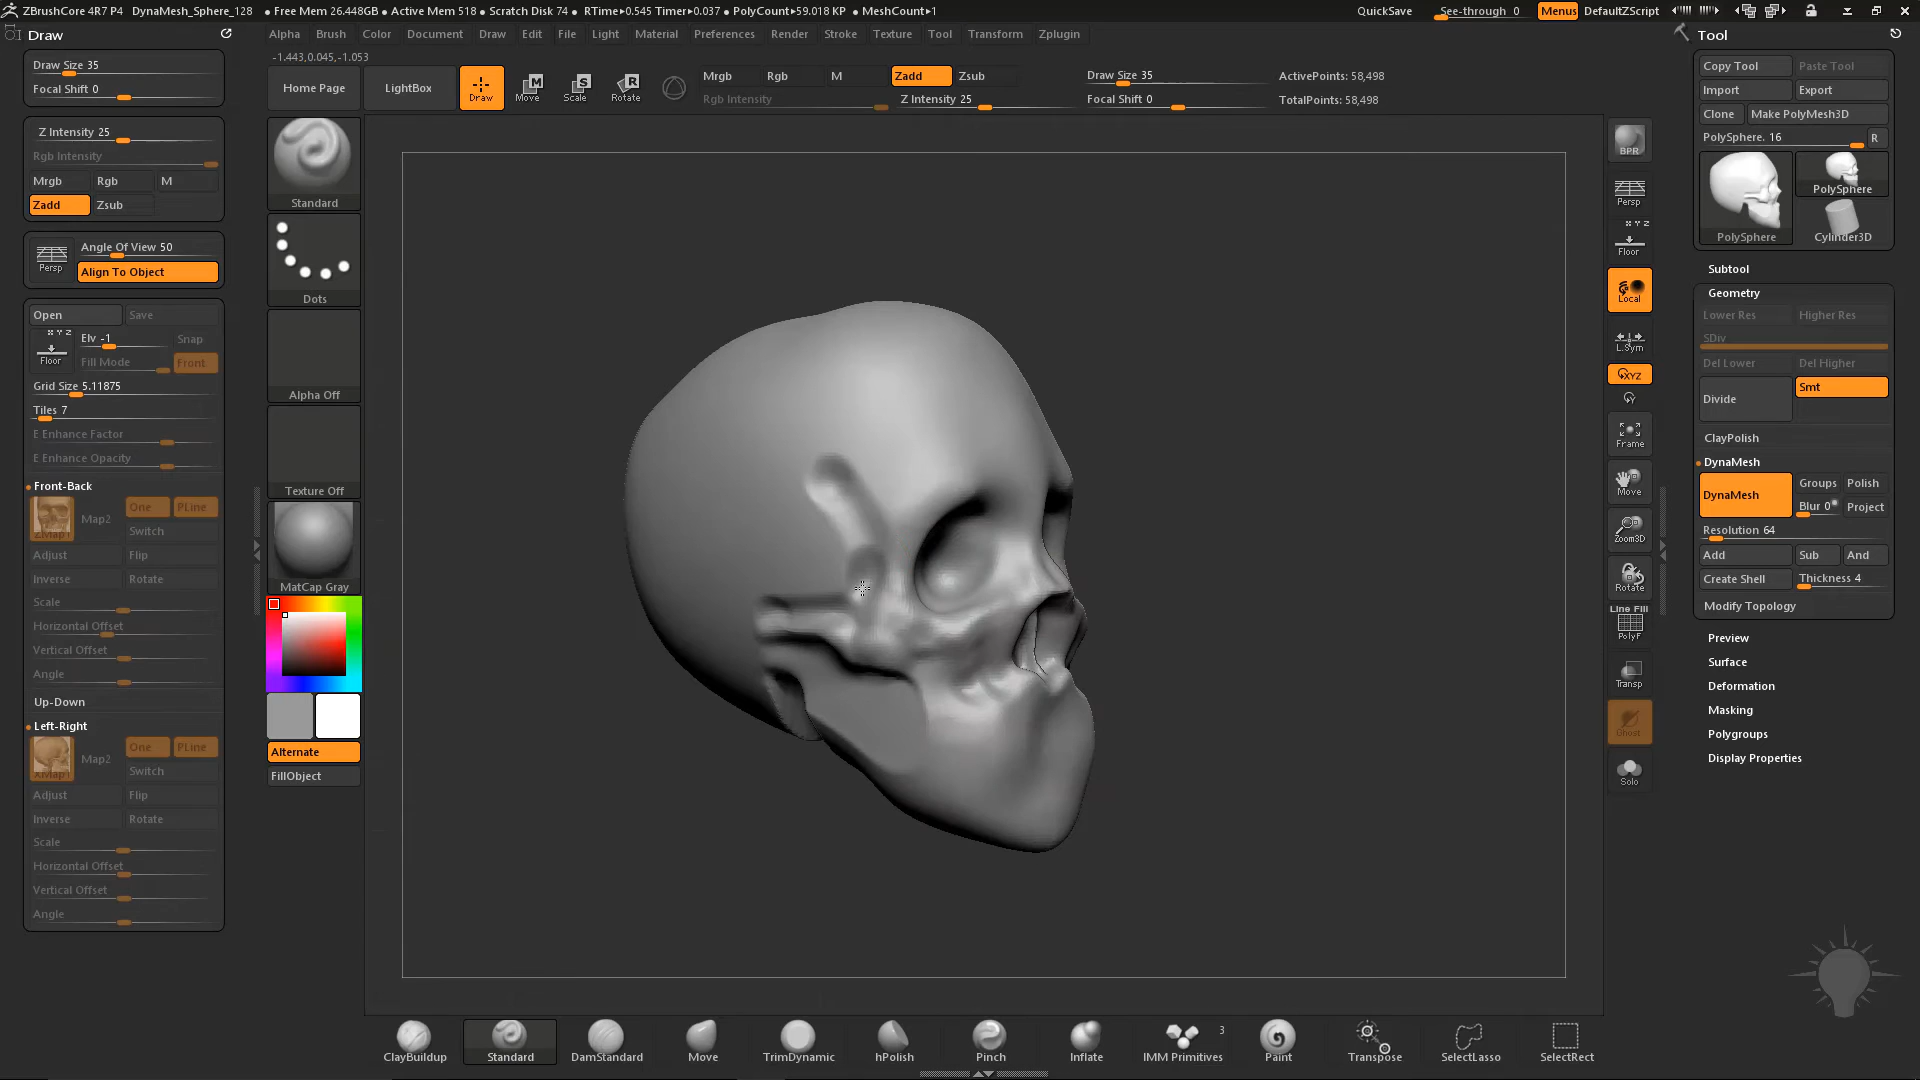 ZBrushCore 4R7 P4 DynaMesh_Sphere_128 ● Free Mem 26.448GB ● Active Mem 518 ● Scratch Disk 74 ● RTime▸0.545 Timer▸0.037 ● PolyCount▸59.018 KP ● MeshCount▸1 QuickSave See-through 0 Menus DefaultZScript
Draw
Alpha Brush Color Document Draw Edit File Light Material Preferences Render Stroke Texture Tool Transform Zplugin
Tool
-1.443,0.045,-1.053
Draw Size 35
Focal Shift 0
Z Intensity 25
Rgb Intensity
Mrgb Rgb M
Zadd Zsub
Persp
Angle Of View 50
Align To Object
Open Save
X Y Z
Floor
Elv -1 Snap
Fill Mode Front
Grid Size 5.11875
Tiles 7
E Enhance Factor
E Enhance Opacity
Front-Back
Map2 One PLine
Switch
Adjust Flip
Inverse Rotate
Scale
Horizontal Offset
Vertical Offset
Angle
Up-Down
Left-Right
Map2 One PLine
Switch
Adjust Flip
Inverse Rotate
Scale
Horizontal Offset
Vertical Offset
Angle
Home Page LightBox Draw Move Scale Rotate
M S R
Mrgb Rgb M Zadd Zsub
Rgb Intensity Z Intensity 25
Draw Size 35
Focal Shift 0
ActivePoints: 58,498
TotalPoints: 58,498
Standard
Dots
Alpha Off
Texture Off
MatCap Gray
Alternate
FillObject
BPR
Persp
X Y Z
Floor
Local
L.Sym
XYZ
Y
Frame
Move
Zoom3D
Rotate
Line Fill
PolyF
Transp
Ghost
Solo
Copy Tool Paste Tool
Import Export
Clone Make PolyMesh3D
PolySphere. 16 R
PolySphere PolySphere
Cylinder3D
Subtool
Geometry
Lower Res Higher Res
SDiv
Del Lower Del Higher
Divide Smt
ClayPolish
DynaMesh
DynaMesh Groups Polish
Blur 0 Project
Resolution 64
Add Sub And
Create Shell Thickness 4
Modify Topology
Preview
Surface
Deformation
Masking
Polygroups
Display Properties
ClayBuildup Standard DamStandard Move TrimDynamic hPolish Pinch Inflate IMM Primitives 3 Paint Transpose SelectLasso SelectRect